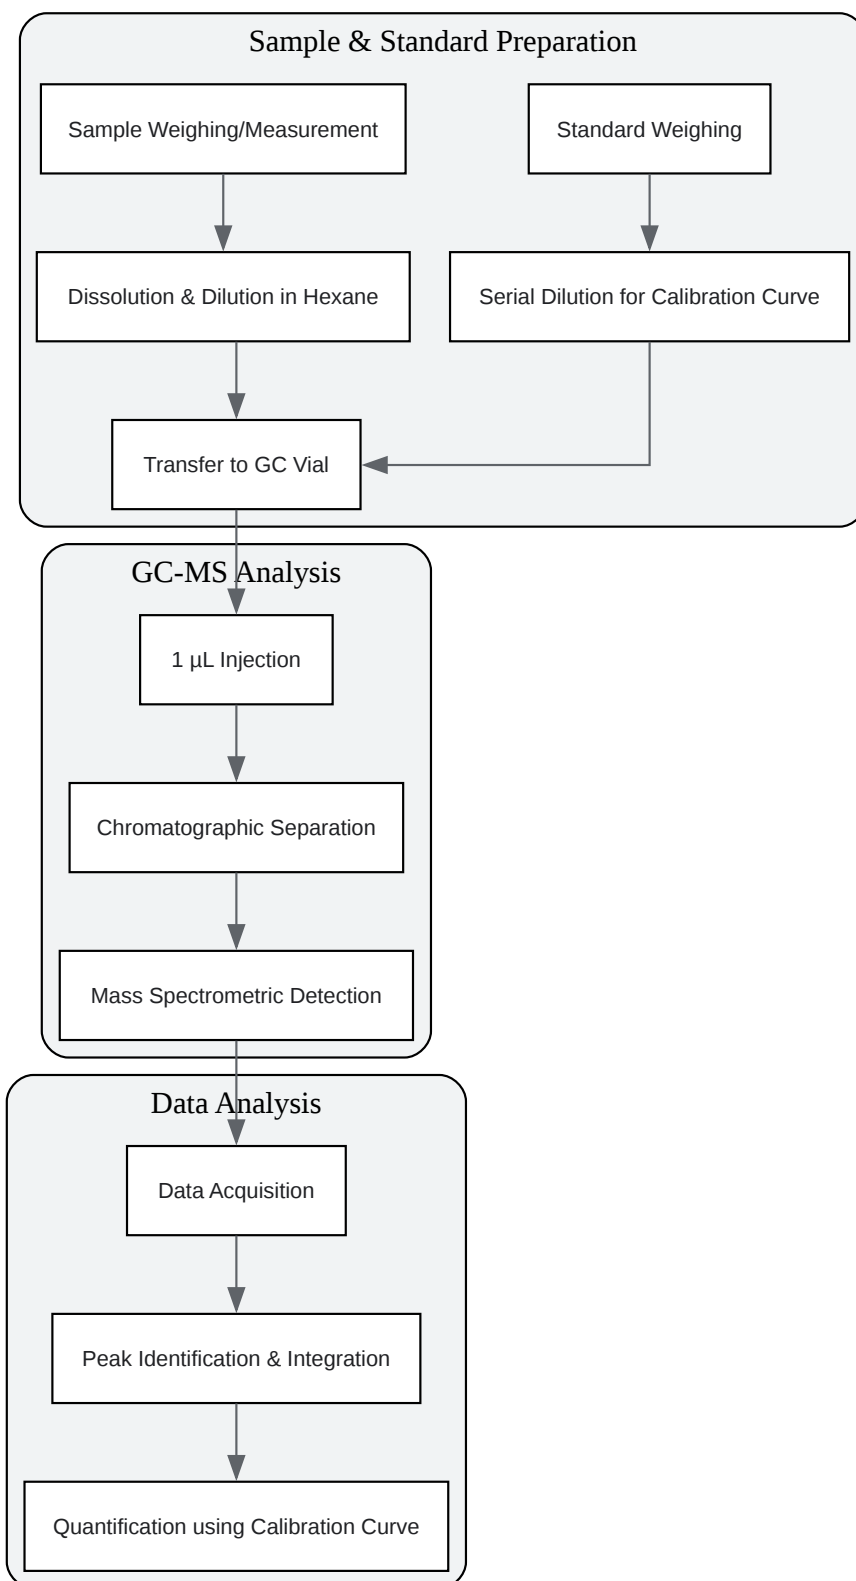 Sample & Standard Preparation
Sample Weighing/Measurement
Standard Weighing
Dissolution & Dilution in Hexane
Serial Dilution for Calibration Curve
Transfer to GC Vial
GC-MS Analysis
1 µL Injection
Chromatographic Separation
Mass Spectrometric Detection
Data Analysis
Data Acquisition
Peak Identification & Integration
Quantification using Calibration Curve